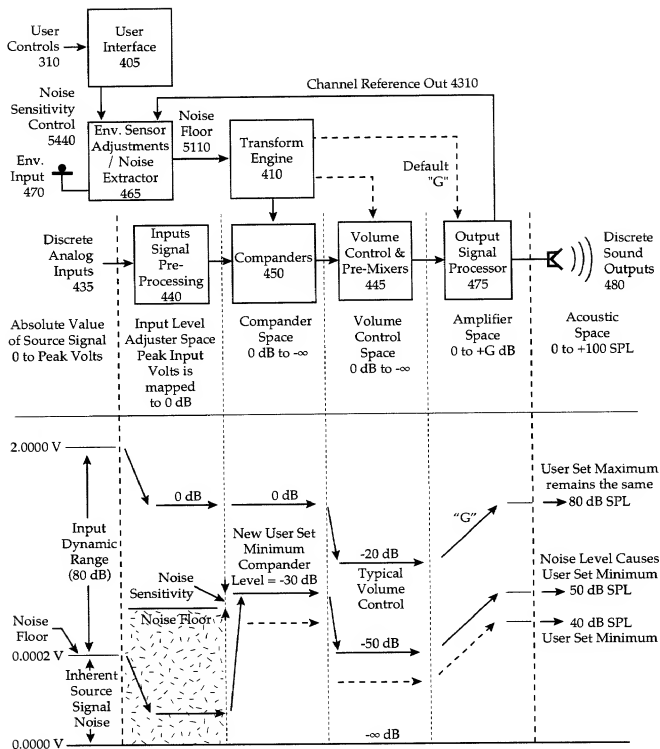 User
Controls
310
User
Interface
405
Channel Reference Out 4310
Noise
Sensitivity
Control
5440
Env.
Input
470
Env. Sensor
Adjustments
/ Noise
Extractor
465
Noise
Floor
5110
Transform
Engine
410
Default
"G"
Discrete
Analog
Inputs
435
Inputs
Signal
Pre-
Processing
440
Companders
450
Volume
Control &
Pre-Mixers
445
Output
Signal
Processor
475
Discrete
Sound
Outputs
480
Absolute Value
of Source Signal
0 to Peak Volts
Input Level
Adjuster Space
Peak Input
Volts is
mapped
to 0 dB
Compander
Space
0 dB to -∞
Volume
Control
Space
0 dB to -∞
Amplifier
Space
0 to +G dB
Acoustic
Space
0 to +100 SPL
2.0000 V
Input
Dynamic
Range
(80 dB)
Noise
Floor
0.0002 V
Inherent
Source
Signal
Noise
0.0000 V
0 dB
Noise
Sensitivity
Noise Floor
0 dB
New User Set
Minimum
Compander
Level = -30 dB
-20 dB
Typical
Volume
Control
-50 dB
-∞ dB
“G”
User Set Maximum
remains the same
80 dB SPL
Noise Level Causes
User Set Minimum
50 dB SPL
40 dB SPL
User Set Minimum